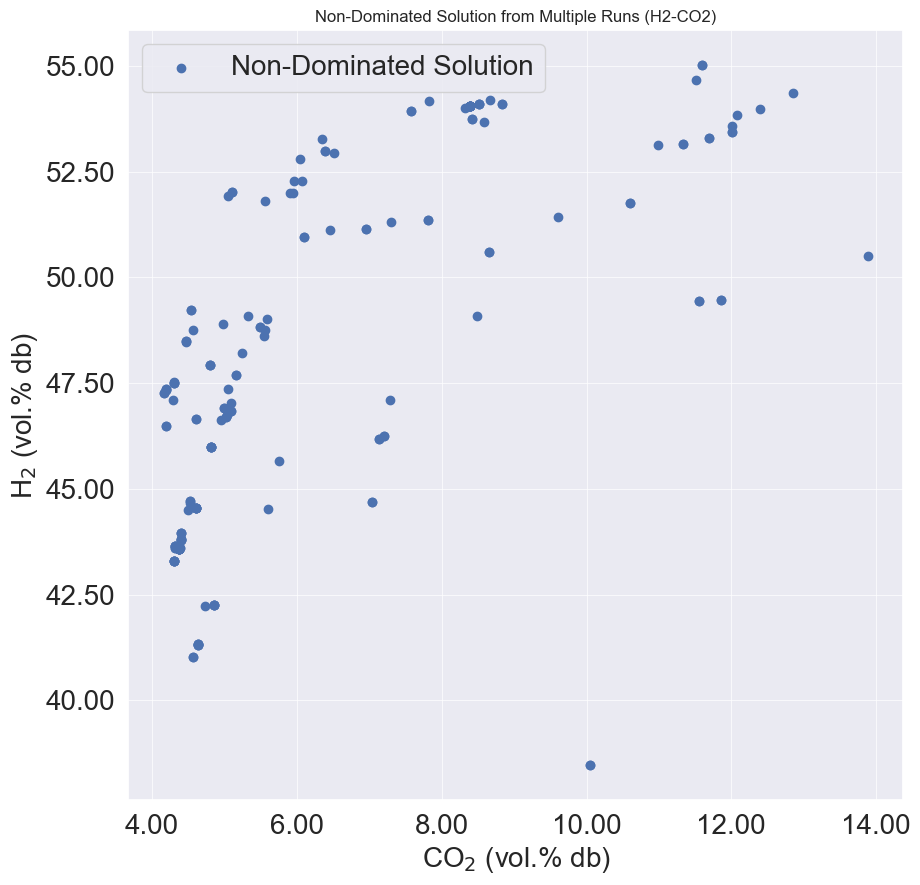 Non-Dominated Solution from Multiple Runs (H2-CO2)
Non-Dominated Solution
55.00
52.50
50.00
47.50
45.00
42.50
40.00
H₂ (vol.% db)
4.00 6.00 8.00 10.00 12.00 14.00
CO₂ (vol.% db)